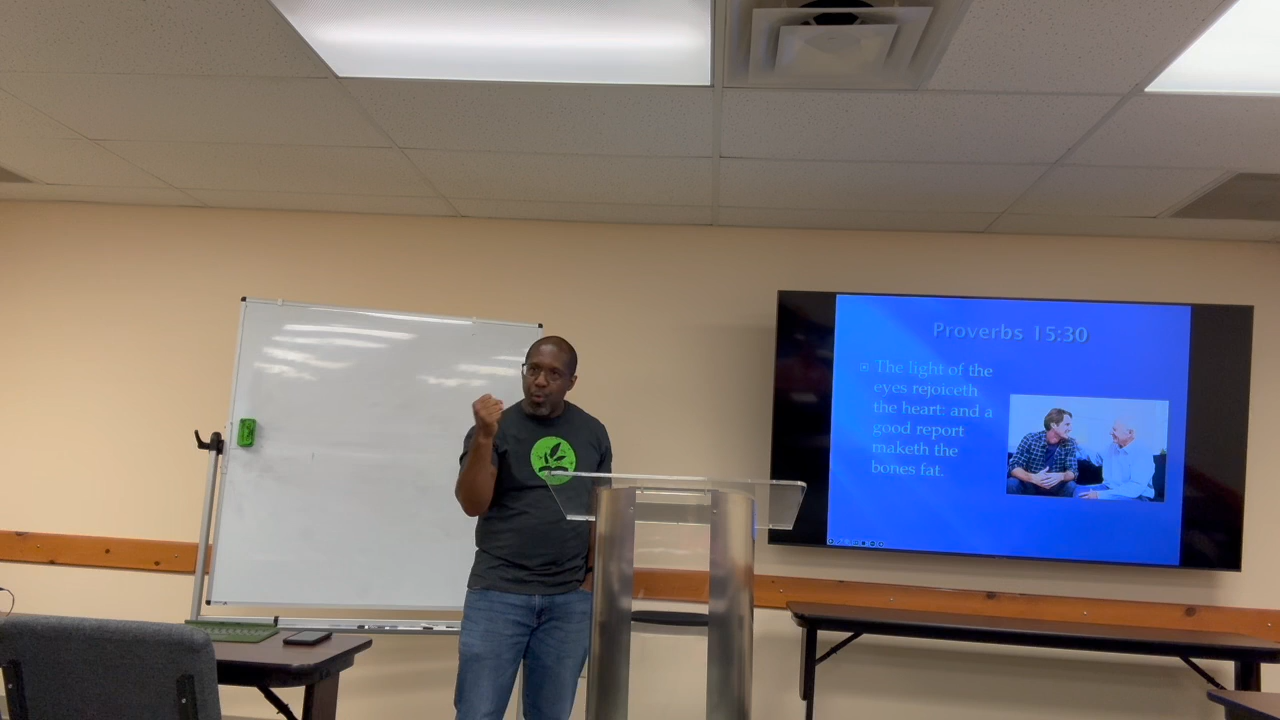 Proverbs 15:30
The light of the
eyes rejoiceth
the heart: and a
good report
maketh the
bones fat.